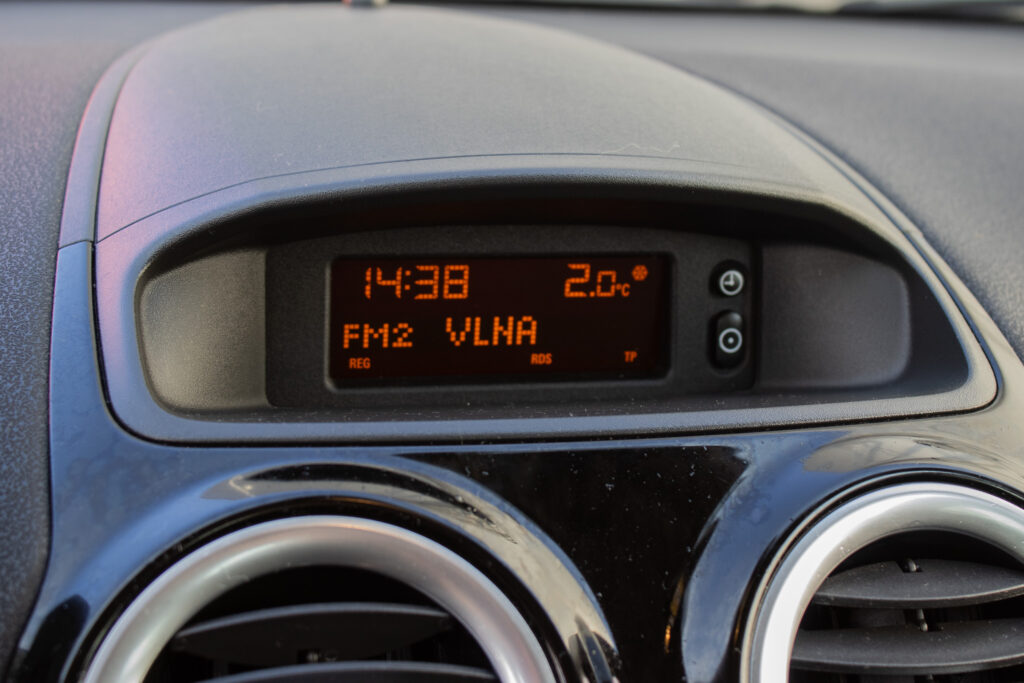 14:38 2.0°C
FM2 VLNA
REG RDS TP